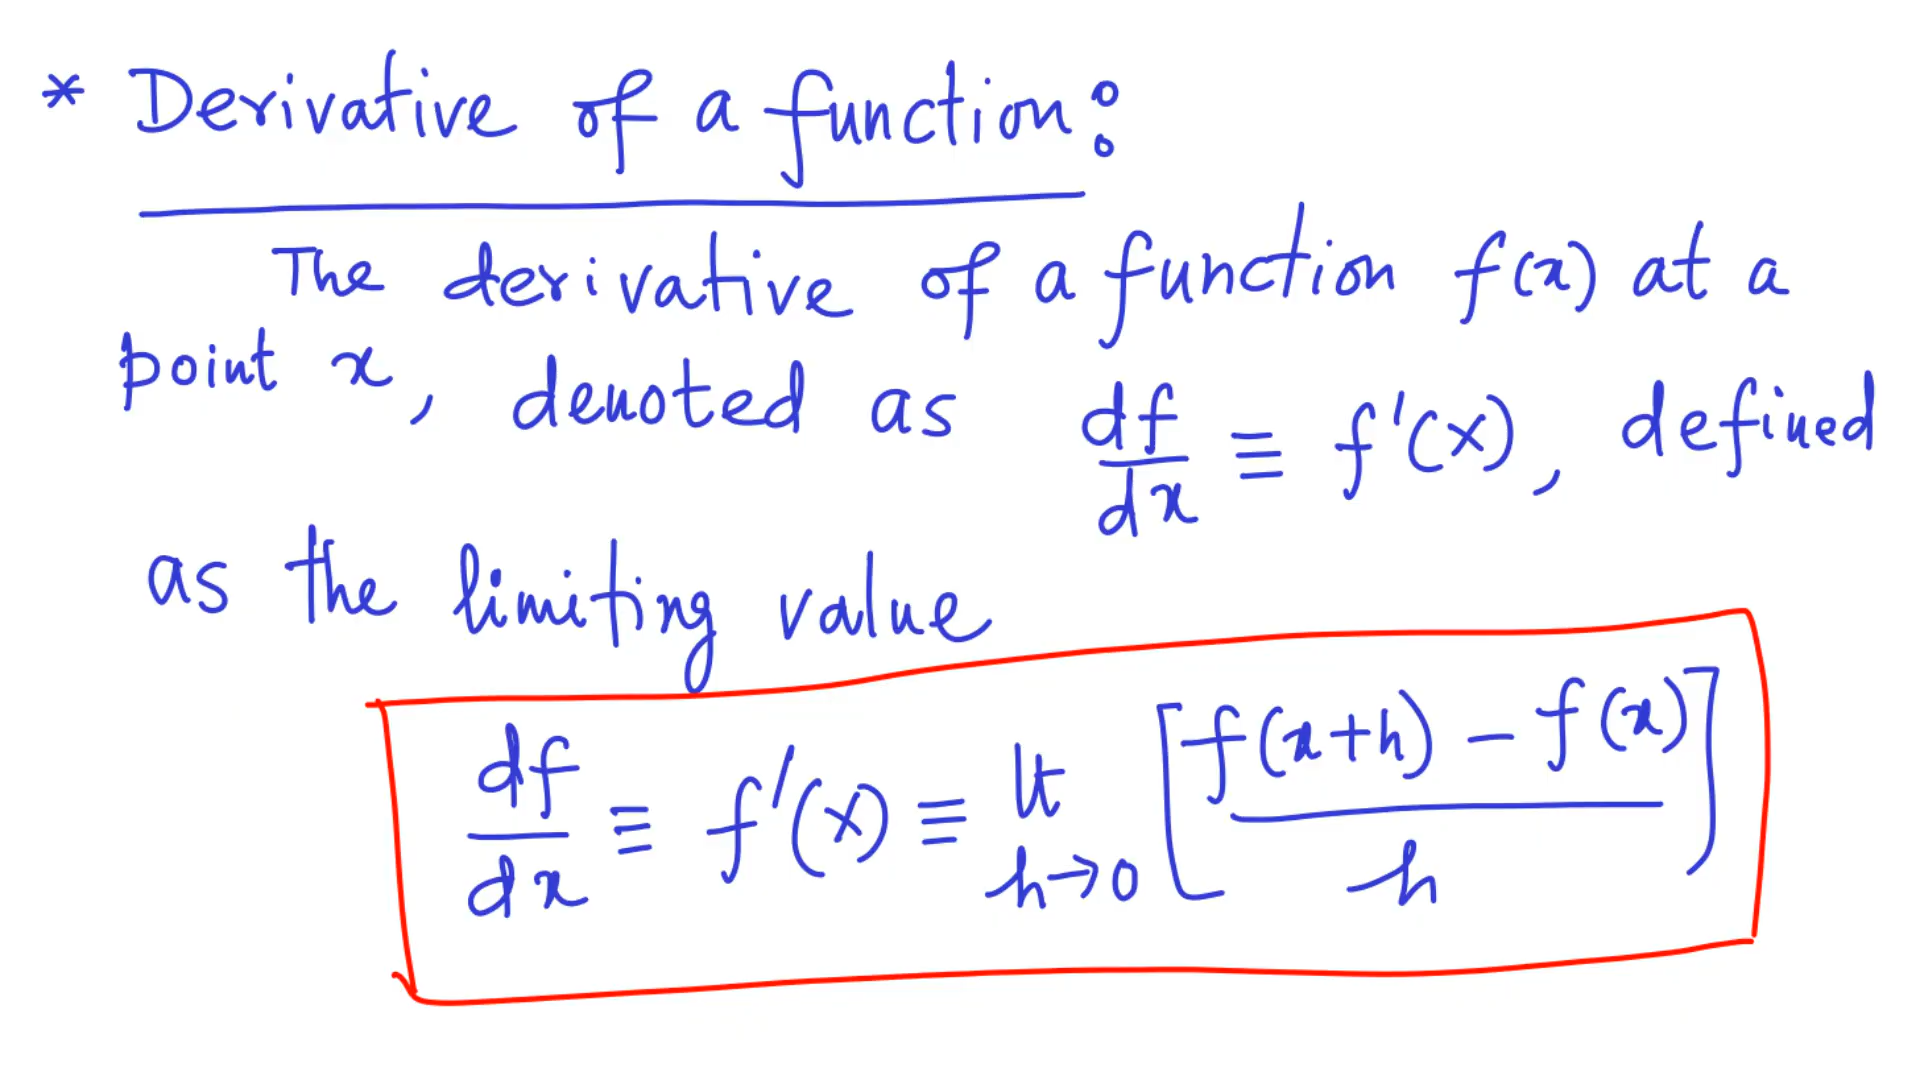 * Derivative of a function:
The derivative of a function f(x) at a
point x, denoted as df/dx ≡ f'(x), defined
as the limiting value
df/dx ≡ f'(x) ≡ lt h→0 [f(x+h) - f(x) / h]